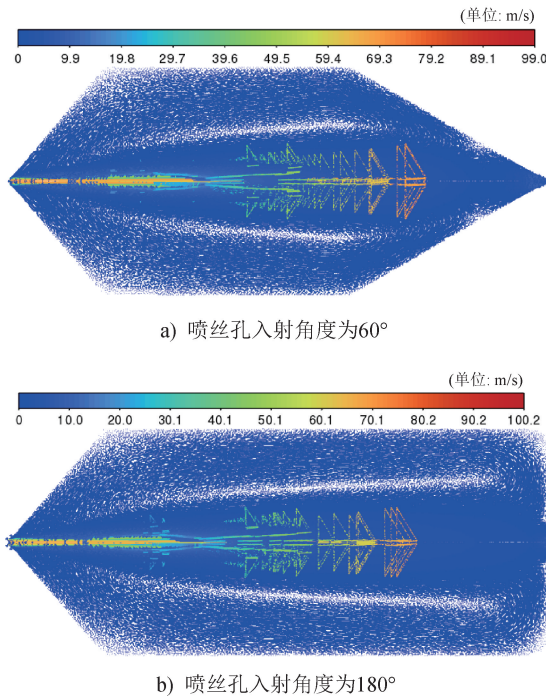 (单位: m/s)
0 9.9 19.8 29.7 39.6 49.5 59.4 69.3 79.2 89.1 99.0
a) 喷丝孔入射角度为60°
(单位: m/s)
0 10.0 20.0 30.1 40.1 50.1 60.1 70.1 80.2 90.2 100.2
b) 喷丝孔入射角度为180°